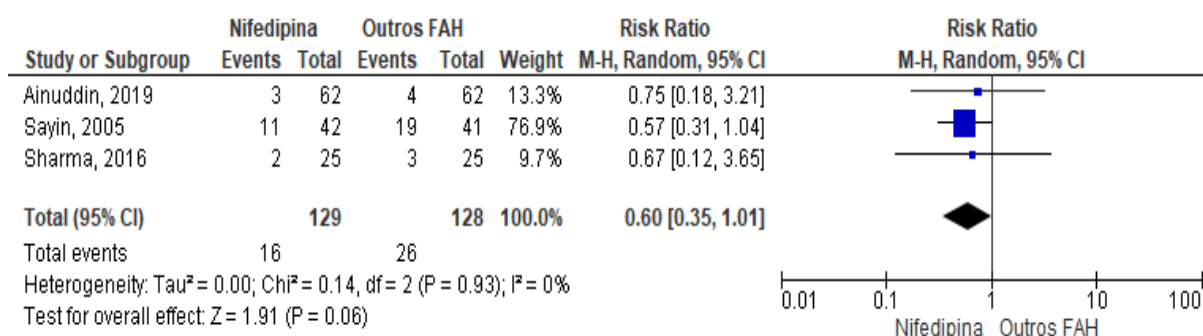 Nifedipina Outros FAH Risk Ratio Risk Ratio
Study or Subgroup Events Total Events Total Weight M-H, Random, 95% CI M-H, Random, 95% CI
Ainuddin, 2019 3 62 4 62 13.3% 0.75 [0.18, 3.21]
Sayin, 2005 11 42 19 41 76.9% 0.57 [0.31, 1.04]
Sharma, 2016 2 25 3 25 9.7% 0.67 [0.12, 3.65]
Total (95% CI) 129 128 100.0% 0.60 [0.35, 1.01]
Total events 16 26
Heterogeneity: Tau² = 0.00; Chi² = 0.14, df = 2 (P = 0.93); I² = 0%
Test for overall effect: Z = 1.91 (P = 0.06)
0.01 0.1 1 10 100
Nifedipina Outros FAH